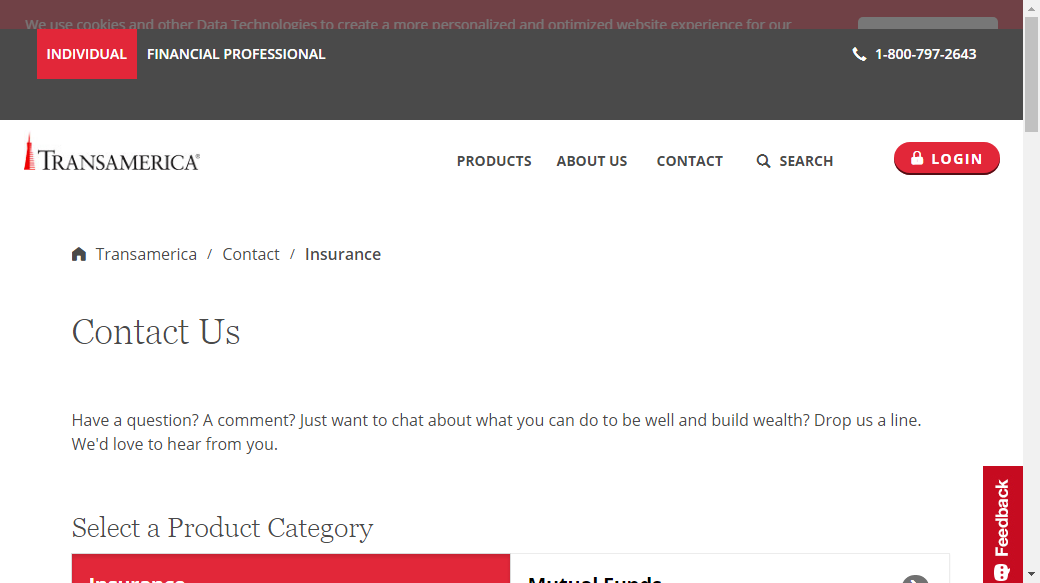 We use cookies and other Data Technologies to create a more personalized and optimized website experience for our
INDIVIDUAL FINANCIAL PROFESSIONAL 1-800-797-2643
TRANSAMERICA® PRODUCTS ABOUT US CONTACT SEARCH LOGIN
Transamerica / Contact / Insurance
Contact Us
Have a question? A comment? Just want to chat about what you can do to be well and build wealth? Drop us a line.
We'd love to hear from you.
Feedback
Select a Product Category
Insurance Mutual Funds